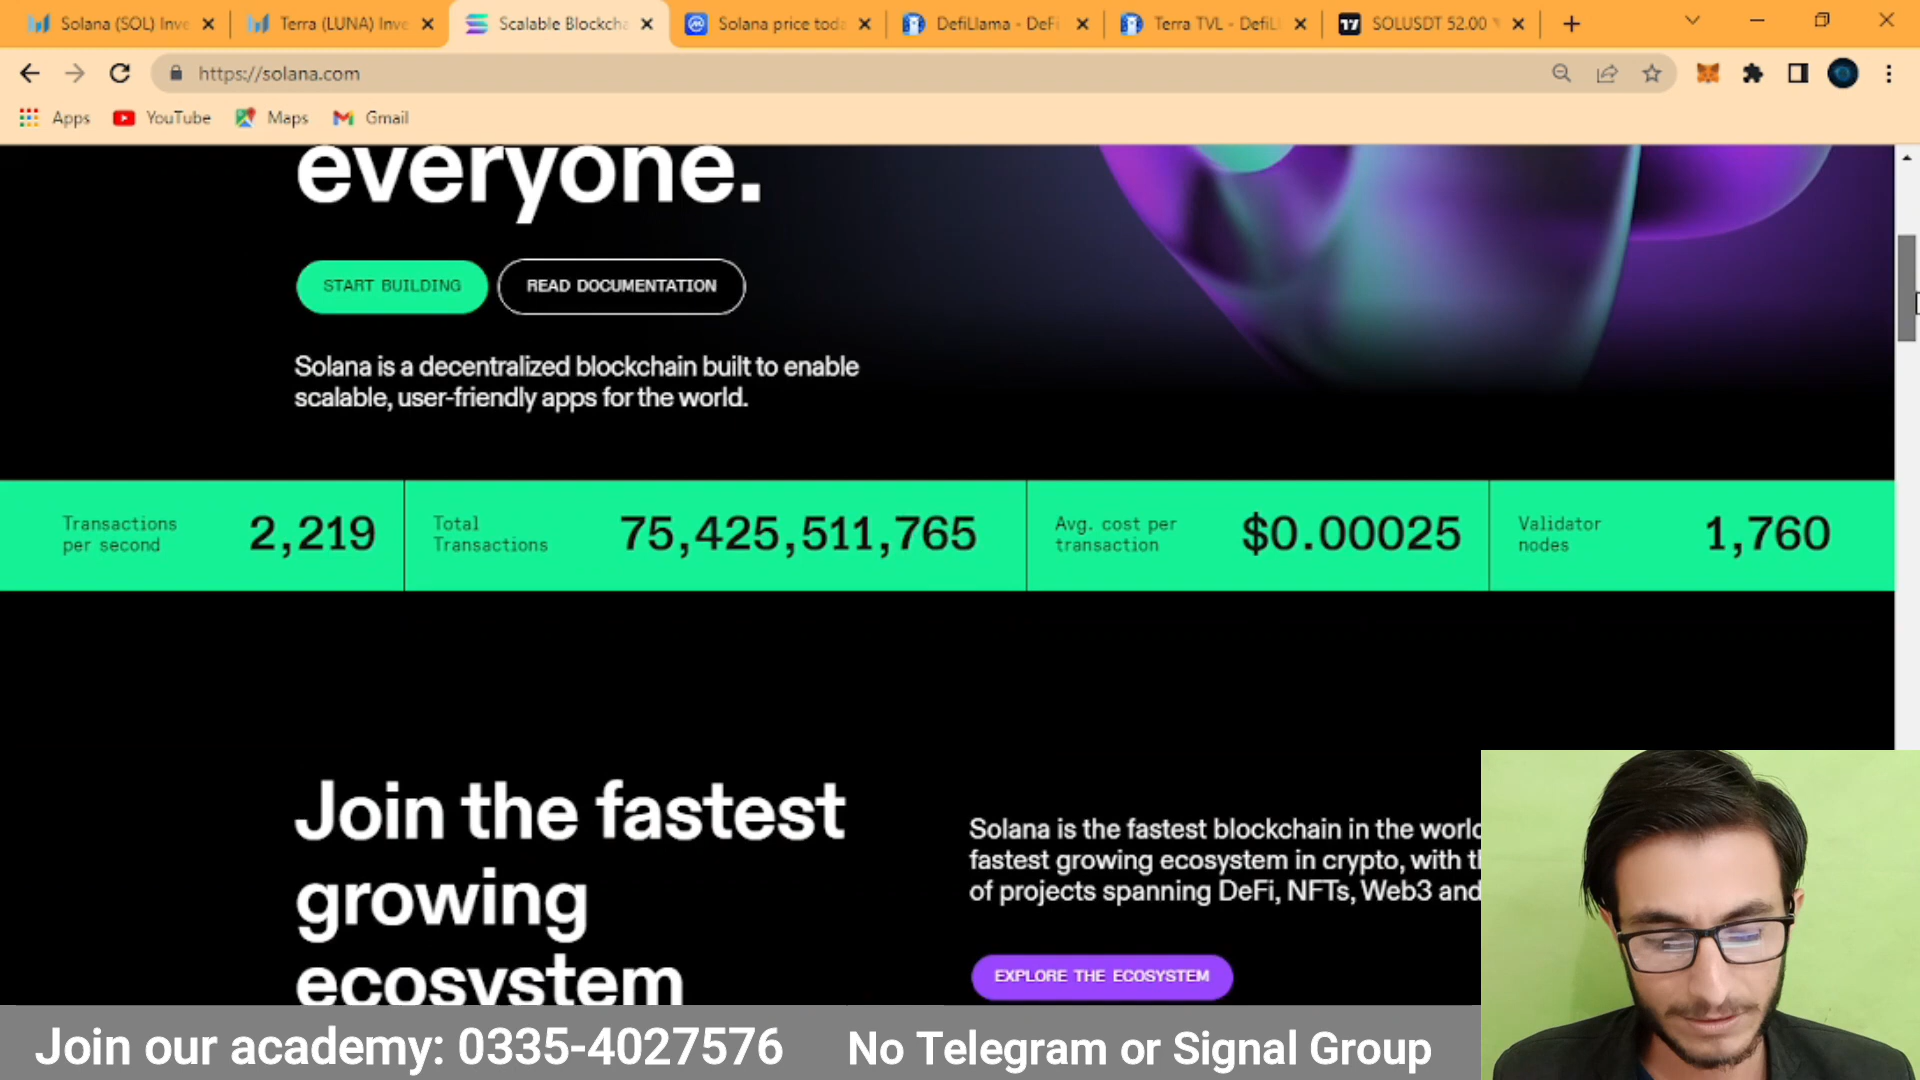 Solana (SOL) Inve
Terra (LUNA) Inve
Scalable Blockcha
Solana price toda
DefiLlama - DeFi
Terra TVL - DefiL
SOLUSDT 52.00
https://solana.com
Apps
YouTube
Maps
Gmail
everyone.
START BUILDING
READ DOCUMENTATION
Solana is a decentralized blockchain built to enable
scalable, user-friendly apps for the world.
Transactions
per second
2,219
Total
Transactions
75,425,511,765
Avg. cost per
transaction
$0.00025
Validator
nodes
1,760
Join the fastest
growing
ecosystem
Solana is the fastest blockchain in the world
fastest growing ecosystem in crypto, with th
of projects spanning DeFi, NFTs, Web3 and
EXPLORE THE ECOSYSTEM
Join our academy: 0335-4027576
No Telegram or Signal Group